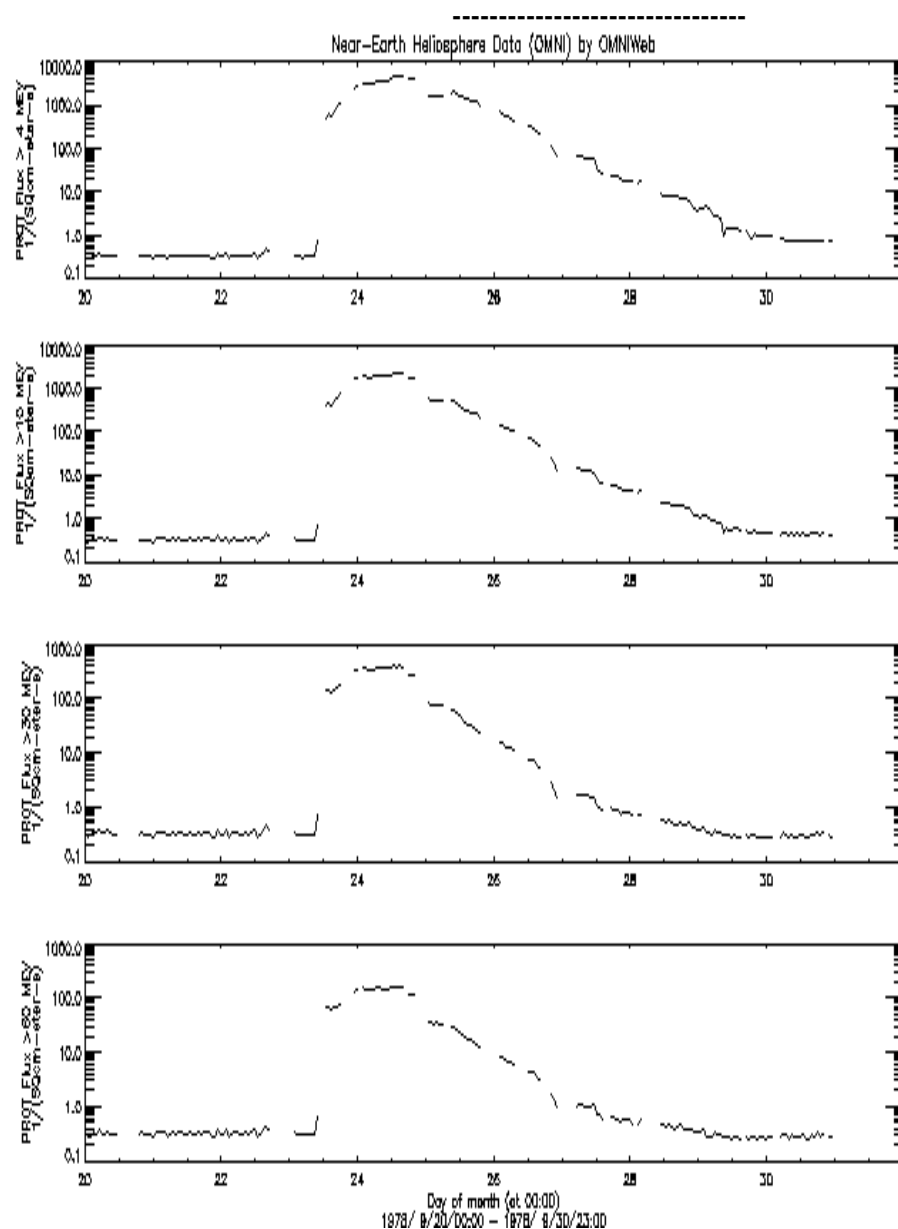 Near-Earth Heliosphere Data (OMNI) by OMNIWeb
PROT Flux > 4 MEV
1/(SQcm-ster-s)
10000.0
1000.0
100.0
10.0
1.0
0.1
20 22 24 26 28 30
PROT Flux >10 MEV
1/(SQcm-ster-s)
10000.0
1000.0
100.0
10.0
1.0
0.1
20 22 24 26 28 30
PROT Flux >30 MEV
1/(SQcm-ster-s)
1000.0
100.0
10.0
1.0
0.1
20 22 24 26 28 30
PROT Flux >60 MEV
1/(SQcm-ster-s)
1000.0
100.0
10.0
1.0
0.1
20 22 24 26 28 30
Day of month (at 00:00)
1978/ 9/20/00:00 - 1978/ 9/30/23:00